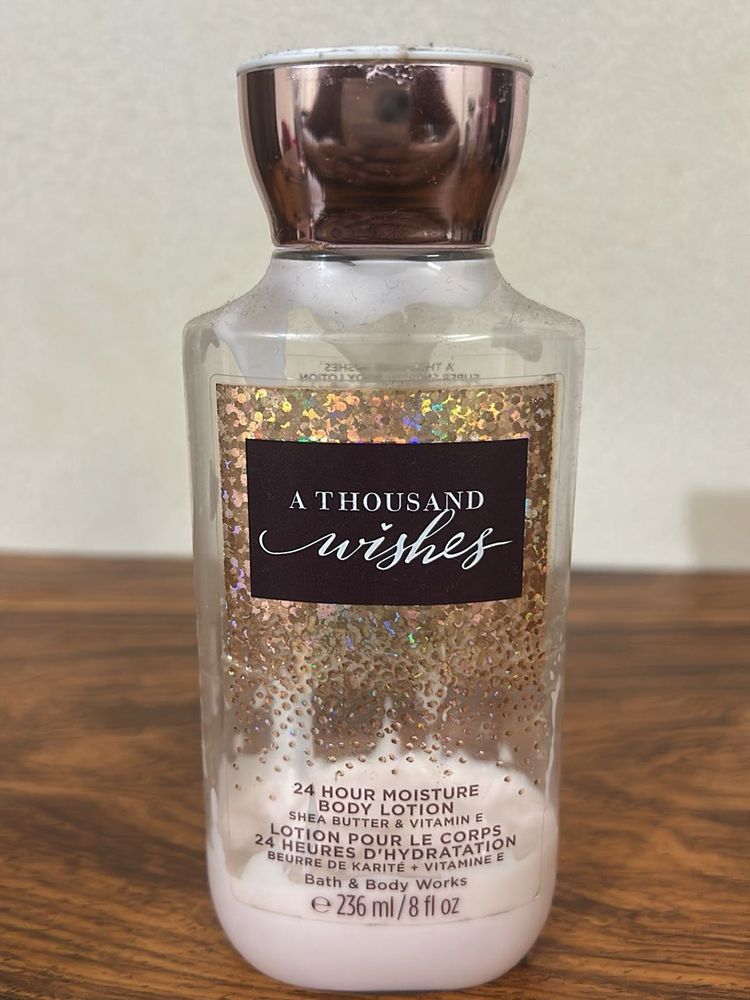 A THOUSAND
wishes
24 HOUR MOISTURE
BODY LOTION
SHEA BUTTER & VITAMIN E
LOTION POUR LE CORPS
24 HEURES D'HYDRATATION
BEURRE DE KARITÉ + VITAMINE E
Bath & Body Works
℮ 236 ml/8 fl oz